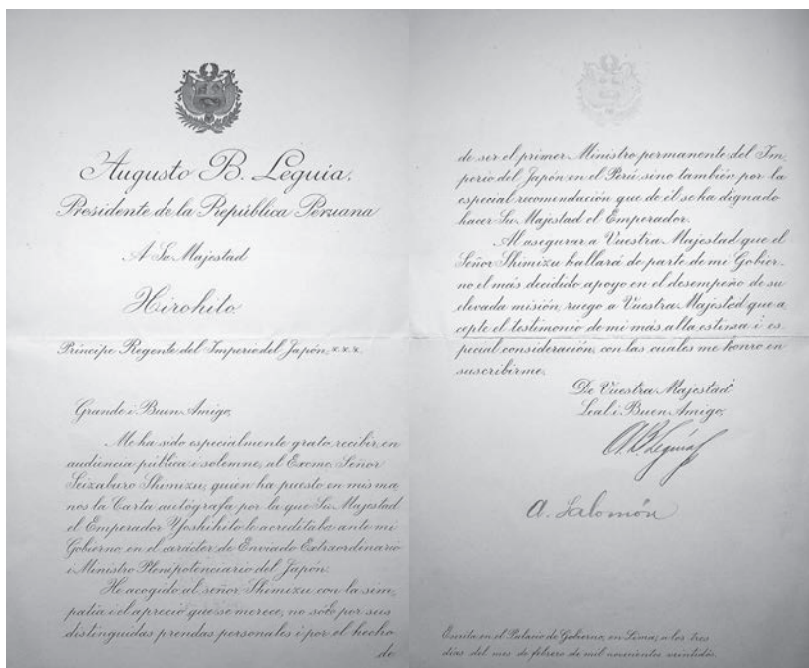 Augusto B. Leguía,
Presidente de la República Peruana
A Su Majestad
Hirohito
Príncipe Regente del Imperio del Japón, x.x.x.
Grande i Buen Amigo,
Me ha sido especialmente grato recibir, en
audiencia pública i solemne, al Excmo. Señor
Seizaburo Shimizu, quien ha puesto en mis ma
nos la Carta autógrafa por la que Su Majestad
el Emperador Yoshihito le acreditaba ante mi
Gobierno en el carácter de Enviado Extraordinario
i Ministro Plenipotenciario del Japón.
He acogido al señor Shimizu con la sim,
patía i el aprecio que se merece, no sólo por sus
distinguidas prendas personales i por el hecho
de
de ser el primer Ministro permanente del Im,
perio del Japón en el Perú sino también por la
especial recomendación que de él se ha dignado
hacer Su Majestad el Emperador.
Al asegurar a Vuestra Majestad que el
Señor Shimizu hallará de parte de mi Gobier,
no el más decidido apoyo en el desempeño de su
elevada misión, ruego a Vuestra Majestad que a,
cepte el testimonio de mi más alta estima i es,
pecial consideración, con las cuales me honro en
suscribirme,
De Vuestra Majestad
Leal i Buen Amigo,
A. B. Leguía
A. Salomón
Escrita en el Palacio de Gobierno, en Lima, a los tres
días del mes de febrero de mil novecientos veintidós.